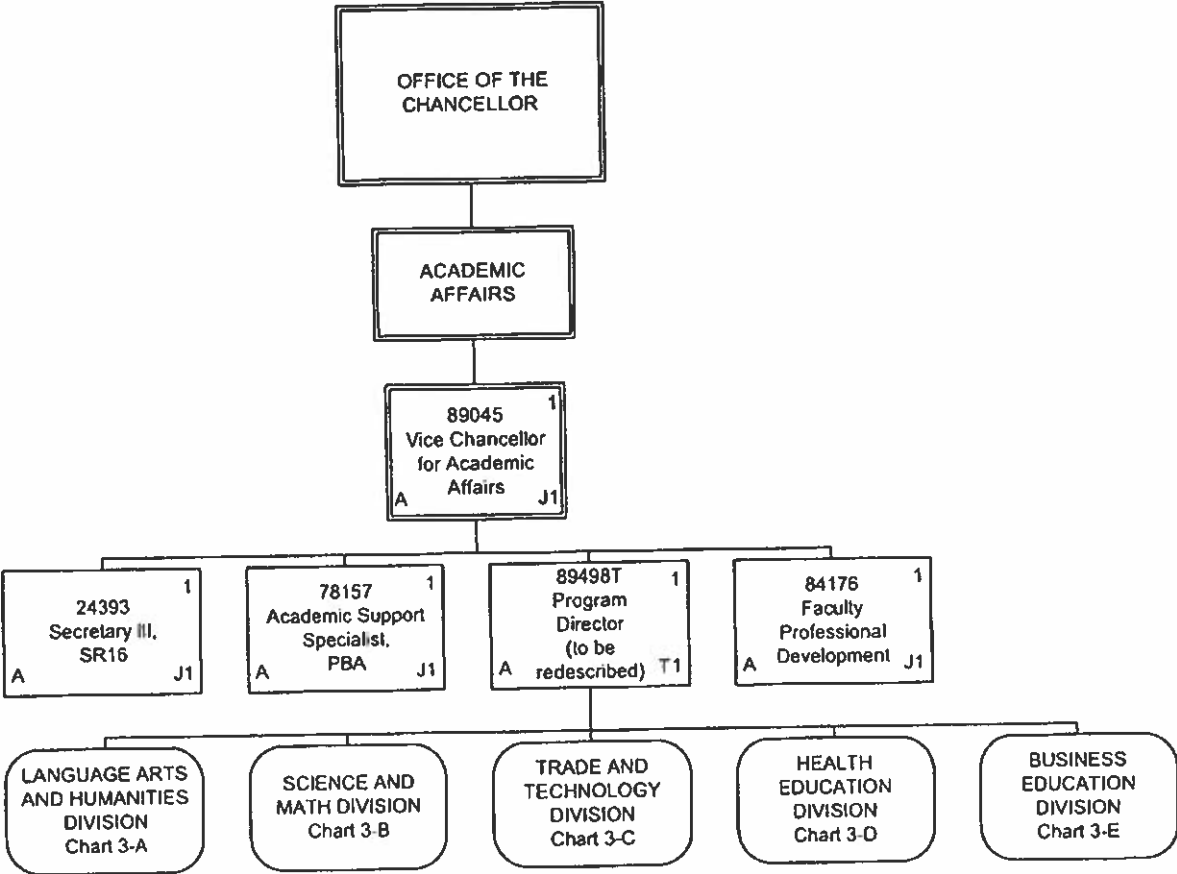 OFFICE OF THE
CHANCELLOR
ACADEMIC
AFFAIRS
1
89045
Vice Chancellor
for Academic
Affairs
A J1
1
24393
Secretary III,
SR16
A J1
1
78157
Academic Support
Specialist,
PBA
A J1
89498T 1
Program
Director
(to be
redescribed)
A T1
1
84176
Faculty
Professional
Development
A J1
LANGUAGE ARTS
AND HUMANITIES
DIVISION
Chart 3-A
SCIENCE AND
MATH DIVISION
Chart 3-B
TRADE AND
TECHNOLOGY
DIVISION
Chart 3-C
HEALTH
EDUCATION
DIVISION
Chart 3-D
BUSINESS
EDUCATION
DIVISION
Chart 3-E